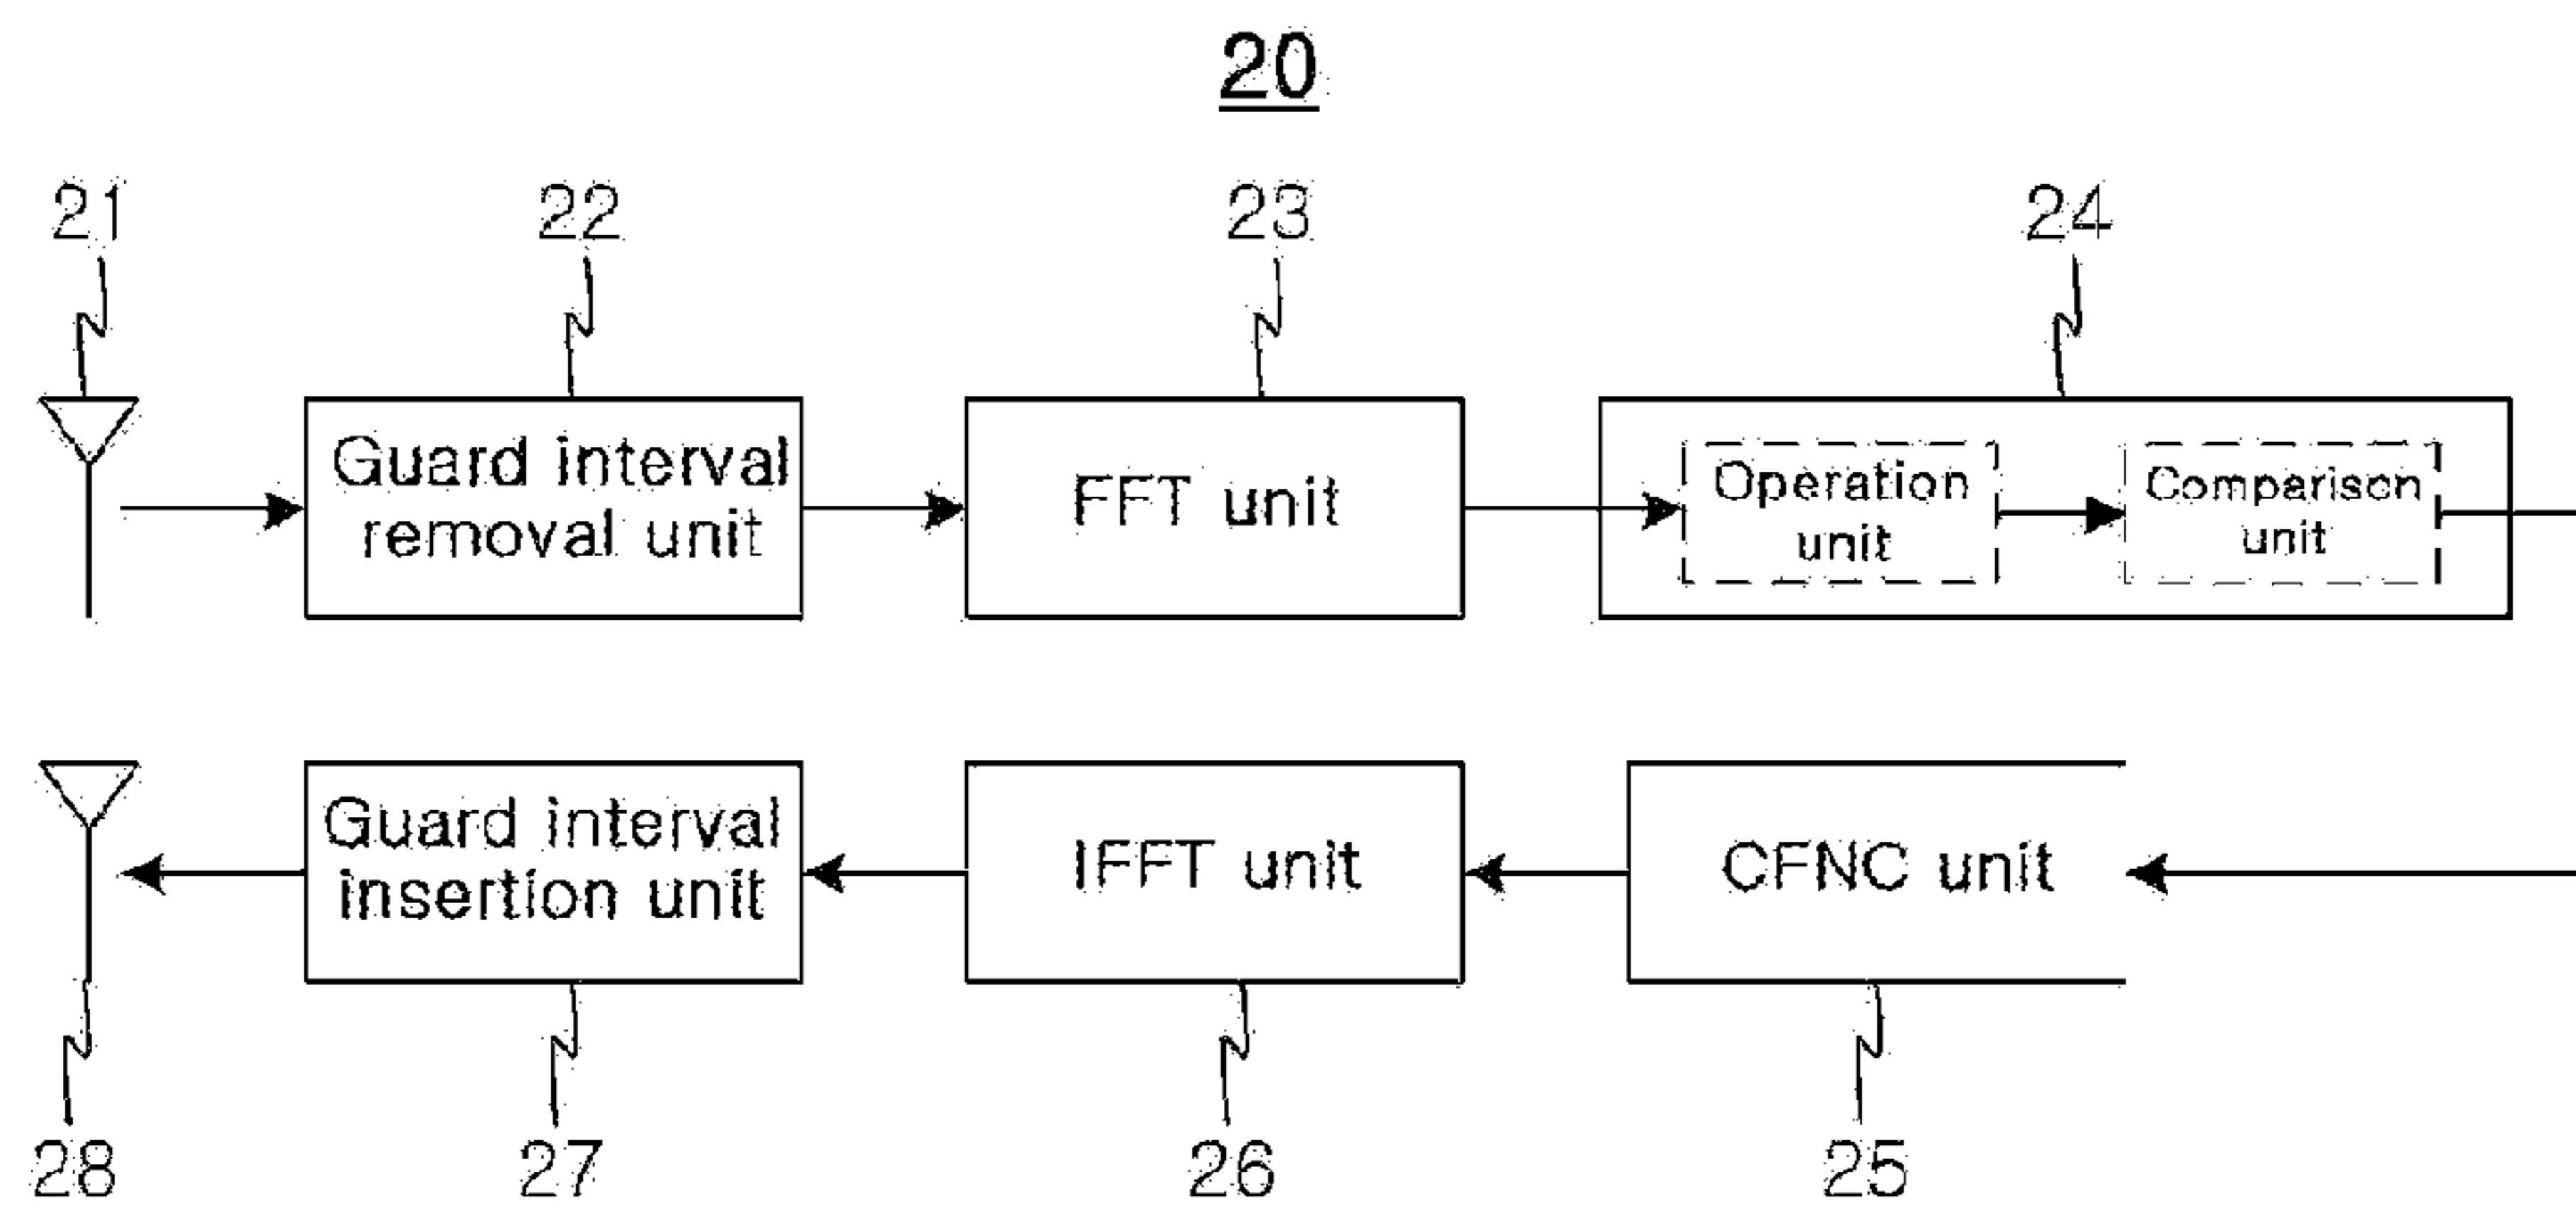 20
21
22
23
24
Guard interval
removal unit
FFT unit
Operation
unit
Comparison
unit
Guard interval
insertion unit
IFFT unit
CFNC unit
28
27
26
25